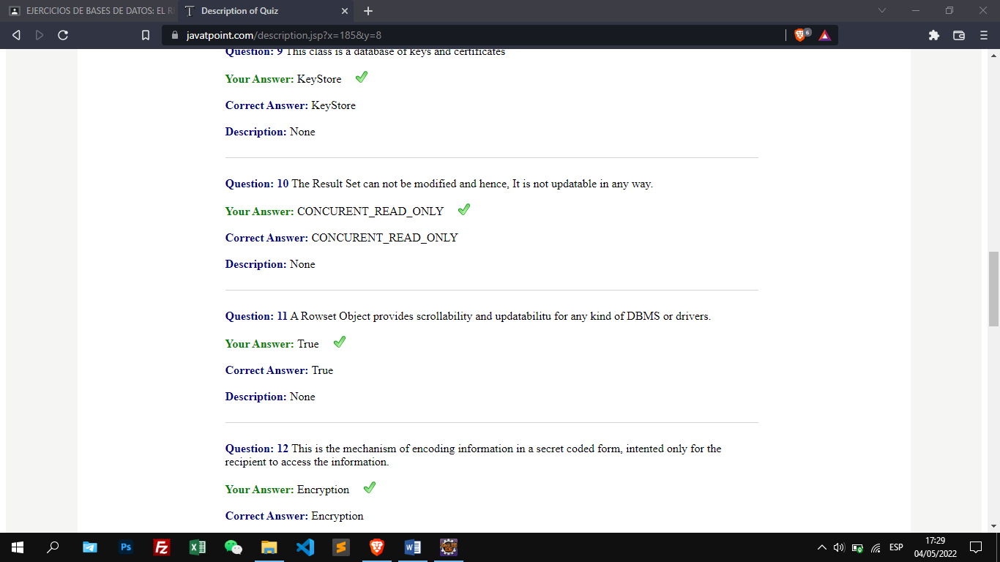 EJERCICIOS DE BASES DE DATOS: EL R
Description of Quiz
javatpoint.com/description.jsp?x=185&y=8
6
Question: 9 This class is a database of keys and certificates
Your Answer: KeyStore
Correct Answer: KeyStore
Description: None
Question: 10 The Result Set can not be modified and hence, It is not updatable in any way.
Your Answer: CONCURENT_READ_ONLY
Correct Answer: CONCURENT_READ_ONLY
Description: None
Question: 11 A Rowset Object provides scrollability and updatabilitu for any kind of DBMS or drivers.
Your Answer: True
Correct Answer: True
Description: None
Question: 12 This is the mechanism of encoding information in a secret coded form, intented only for the
recipient to access the information.
Your Answer: Encryption
Correct Answer: Encryption
Ps
Fz
ESP
17:29
04/05/2022